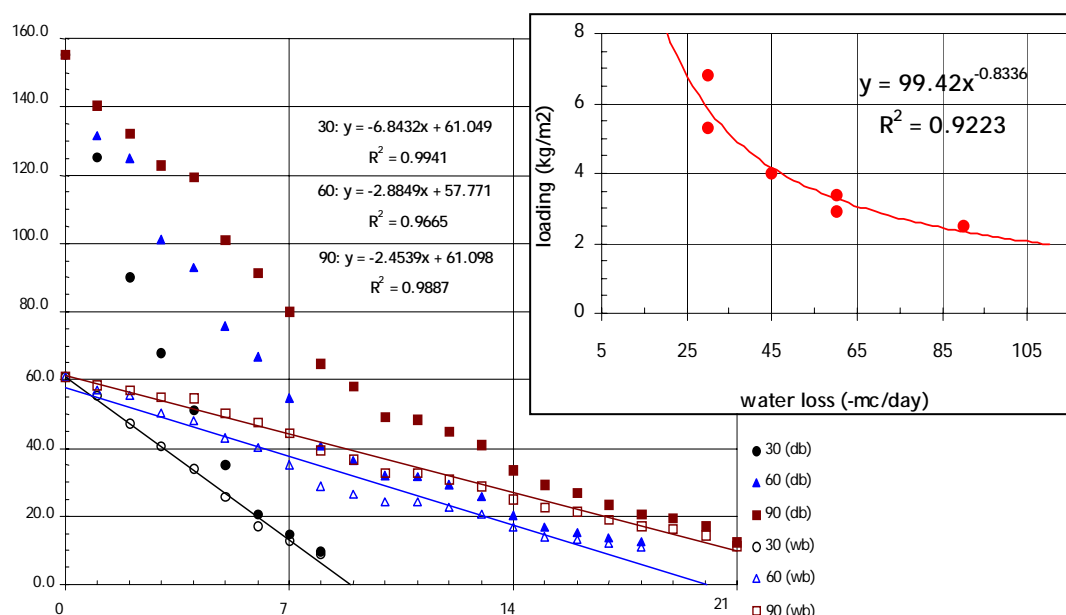 160.0
140.0
120.0
100.0
80.0
60.0
40.0
20.0
0.0
0
7
14
21
30: y = -6.8432x + 61.049
R² = 0.9941
60: y = -2.8849x + 57.771
R² = 0.9665
90: y = -2.4539x + 61.098
R² = 0.9887
8
6
4
2
0
loading (kg/m2)
y = 99.42x⁻⁰·⁸³³⁶
R² = 0.9223
5
25
45
65
85
105
water loss (-mc/day)
30 (db)
60 (db)
90 (db)
30 (wb)
60 (wb)
90 (wb)